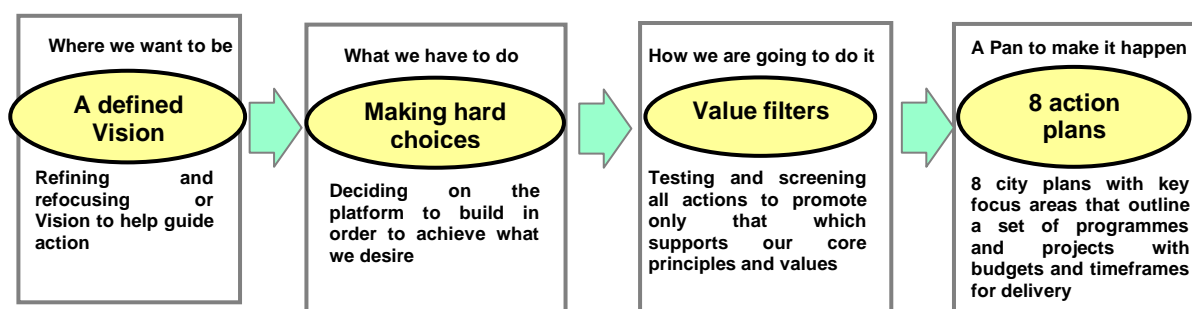 Where we want to be
A defined
Vision
Refining and
refocusing or
Vision to help guide
action
What we have to do
Making hard
choices
Deciding on the
platform to build in
order to achieve what
we desire
How we are going to do it
Value filters
Testing and screening
all actions to promote
only that which
supports our core
principles and values
A Pan to make it happen
8 action
plans
8 city plans with key
focus areas that outline
a set of programmes
and projects with
budgets and timeframes
for delivery